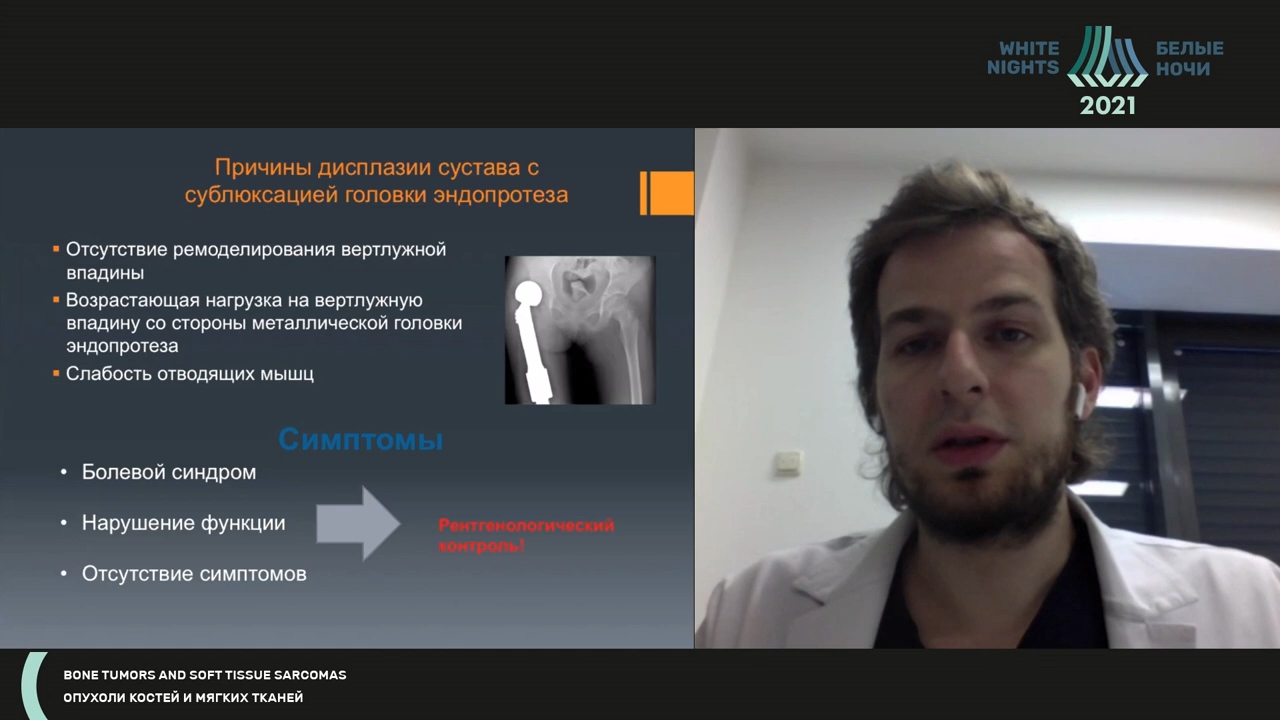 WHITE
NIGHTS
БЕЛЫЕ
НОЧИ
2021
Причины дисплазии сустава с
сублюксацией головки эндопротеза
Отсутствие ремоделирования вертлужной
впадины
Возрастающая нагрузка на вертлужную
впадину со стороны металлической головки
эндопротеза
Слабость отводящих мышц
Симптомы
• Болевой синдром
• Нарушение функции
• Отсутствие симптомов
Рентгенологический
контроль!
BONE TUMORS AND SOFT TISSUE SARCOMAS
ОПУХОЛИ КОСТЕЙ И МЯГКИХ ТКАНЕЙ